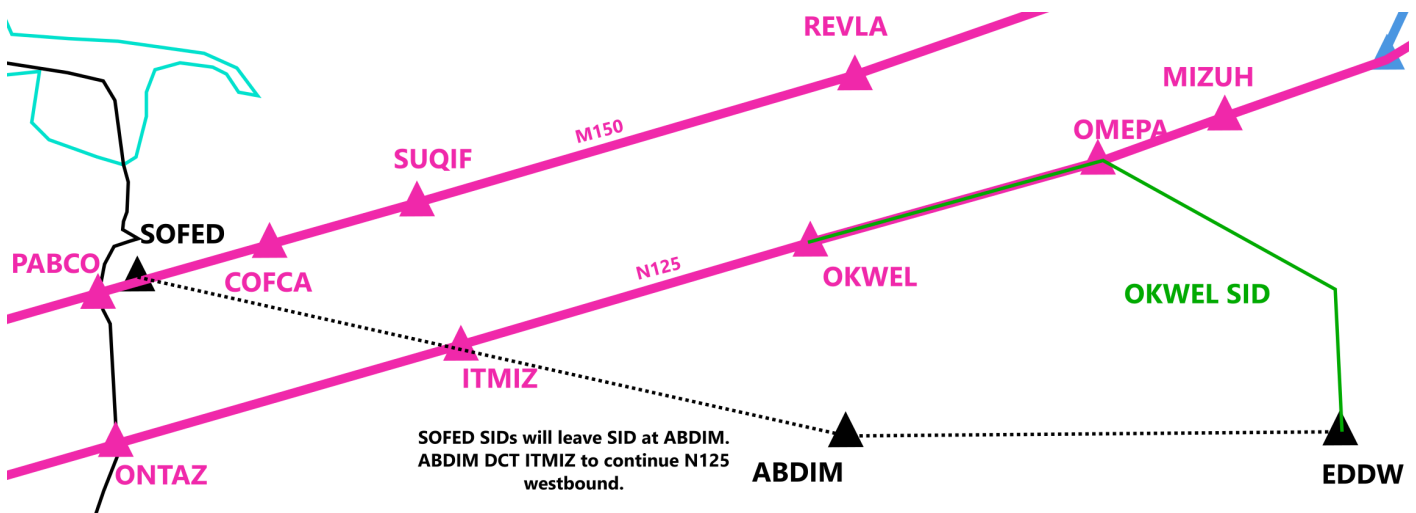 REVLA
MIZUH
OMEPA
M150
SUQIF
SOFED
PABCO
COFCA
N125
OKWEL
OKWEL SID
ITMIZ
SOFED SIDs will leave SID at ABDIM.
ABDIM DCT ITMIZ to continue N125
westbound.
ONTAZ
ABDIM
EDDW